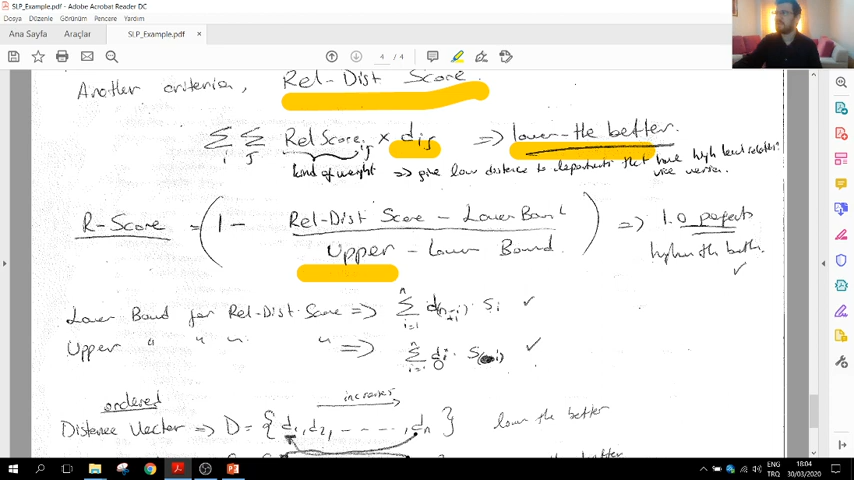 SLP_Example.pdf - Adobe Acrobat Reader DC
Dosya Düzenle Görünüm Pencere Yardım
Ana Sayfa Araçlar SLP_Example.pdf ×
4 / 4
Another criteria, Rel-Dist Score
Σ Σ RelScore ij × dij => lower-the better.
i J
kind of weight => give low distance to departments that have high level relation
vice versa.
R-Score = (1 - Rel-Dist Score - Lower Bound
Upper - Lower Bound) => 1.0 perfect
higher the better
Lower Bound for Rel-Dist-Score => Σ d(n-i) · Si
n
i=1
Upper " " " " => Σ di · S
n
i=1
ordered
increases
Distance Vector => D = { d1, d2, - - - - , dn } lower the better
ENG 18:04
TRQ 30/03/2020